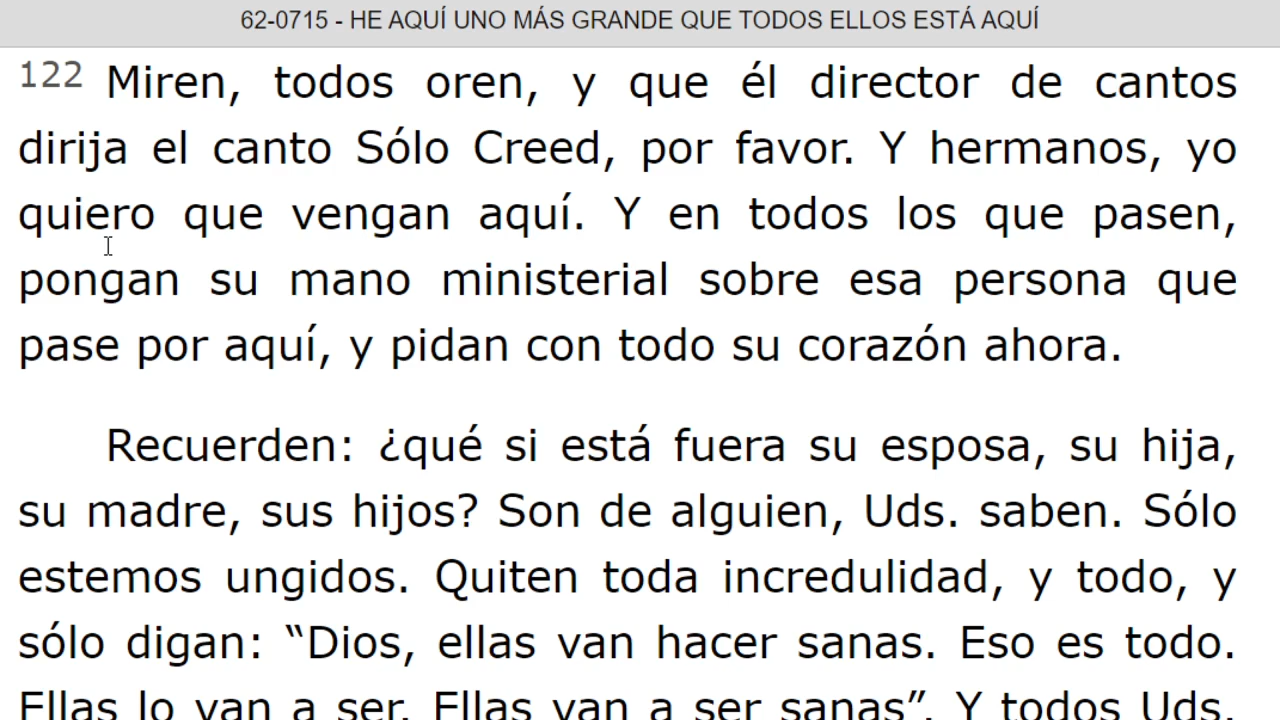 62-0715 - HE AQUÍ UNO MÁS GRANDE QUE TODOS ELLOS ESTÁ AQUÍ
122 Miren, todos oren, y que él director de cantos
dirija el canto Sólo Creed, por favor. Y hermanos, yo
quiero que vengan aquí. Y en todos los que pasen,
pongan su mano ministerial sobre esa persona que
pase por aquí, y pidan con todo su corazón ahora.
Recuerden: ¿qué si está fuera su esposa, su hija,
su madre, sus hijos? Son de alguien, Uds. saben. Sólo
estemos ungidos. Quiten toda incredulidad, y todo, y
sólo digan: “Dios, ellas van hacer sanas. Eso es todo.
Ellas lo van a ser. Ellas van a ser sanas”. Y todos Uds.